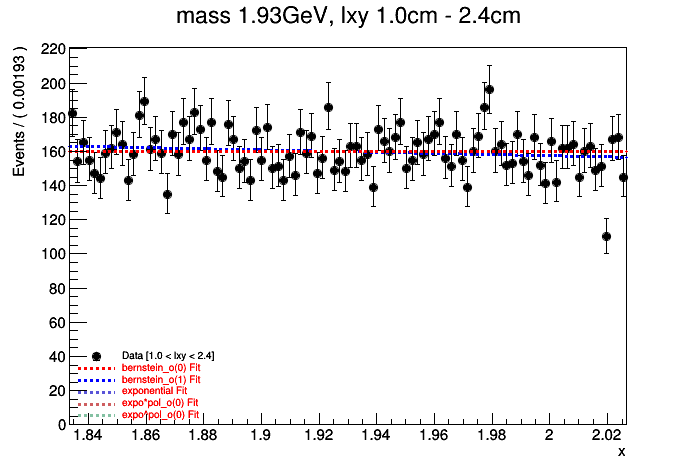 mass 1.93GeV, lxy 1.0cm - 2.4cm
Events / ( 0.00193 )
220
200
180
160
140
120
100
80
60
40
20
0
Data [1.0 < lxy < 2.4]
bernstein_o(0) Fit
bernstein_o(1) Fit
exponential Fit
expo*pol_o(0) Fit
expo/pol_o(0) Fit
1.84 1.86 1.88 1.9 1.92 1.94 1.96 1.98 2 2.02
x